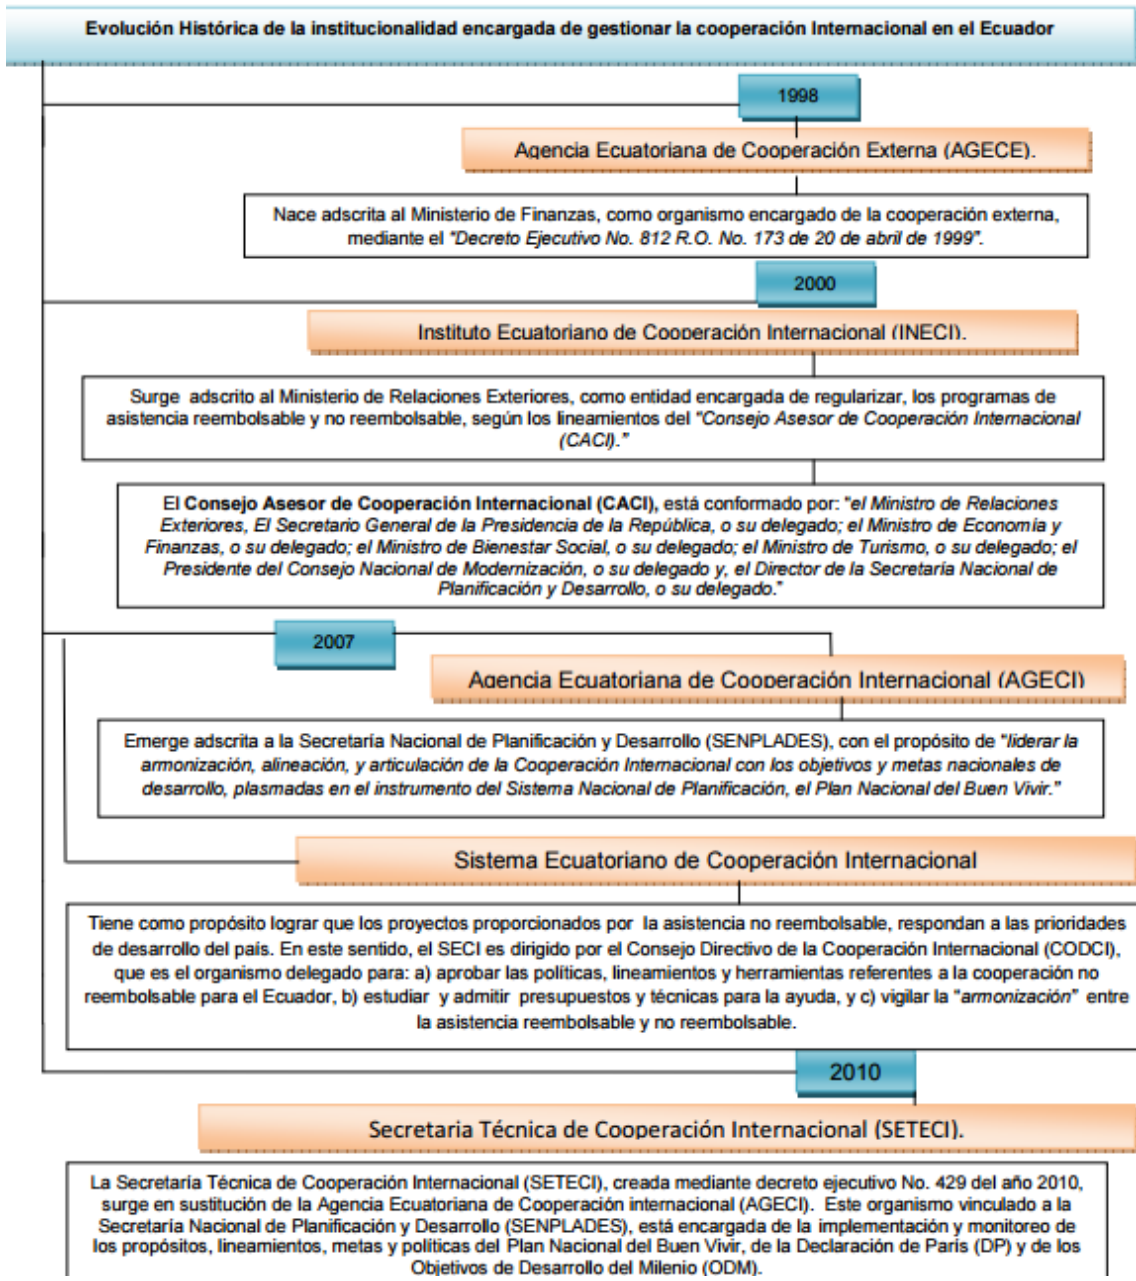 Evolución Histórica de la institucionalidad encargada de gestionar la cooperación Internacional en el Ecuador
1998
Agencia Ecuatoriana de Cooperación Externa (AGECE).
Nace adscrita al Ministerio de Finanzas, como organismo encargado de la cooperación externa,
mediante el "Decreto Ejecutivo No. 812 R.O. No. 173 de 20 de abril de 1999".
2000
Instituto Ecuatoriano de Cooperación Internacional (INECI).
Surge adscrito al Ministerio de Relaciones Exteriores, como entidad encargada de regularizar, los programas de
asistencia reembolsable y no reembolsable, según los lineamientos del "Consejo Asesor de Cooperación Internacional
(CACI)."
El Consejo Asesor de Cooperación Internacional (CACI), está conformado por: "el Ministro de Relaciones
Exteriores, El Secretario General de la Presidencia de la República, o su delegado; el Ministro de Economía y
Finanzas, o su delegado; el Ministro de Bienestar Social, o su delegado; el Ministro de Turismo, o su delegado; el
Presidente del Consejo Nacional de Modernización, o su delegado y, el Director de la Secretaría Nacional de
Planificación y Desarrollo, o su delegado."
2007
Agencia Ecuatoriana de Cooperación Internacional (AGECI)
Emerge adscrita a la Secretaría Nacional de Planificación y Desarrollo (SENPLADES), con el propósito de "liderar la
armonización, alineación, y articulación de la Cooperación Internacional con los objetivos y metas nacionales de
desarrollo, plasmadas en el instrumento del Sistema Nacional de Planificación, el Plan Nacional del Buen Vivir."
Sistema Ecuatoriano de Cooperación Internacional
Tiene como propósito lograr que los proyectos proporcionados por la asistencia no reembolsable, respondan a las prioridades
de desarrollo del país. En este sentido, el SECI es dirigido por el Consejo Directivo de la Cooperación Internacional (CODCI),
que es el organismo delegado para: a) aprobar las políticas, lineamientos y herramientas referentes a la cooperación no
reembolsable para el Ecuador, b) estudiar y admitir presupuestos y técnicas para la ayuda, y c) vigilar la "armonización" entre
la asistencia reembolsable y no reembolsable.
2010
Secretaria Técnica de Cooperación Internacional (SETECI).
La Secretaría Técnica de Cooperación Internacional (SETECI), creada mediante decreto ejecutivo No. 429 del año 2010,
surge en sustitución de la Agencia Ecuatoriana de Cooperación internacional (AGECI). Este organismo vinculado a la
Secretaría Nacional de Planificación y Desarrollo (SENPLADES), está encargada de la implementación y monitoreo de
los propósitos, lineamientos, metas y políticas del Plan Nacional del Buen Vivir, de la Declaración de París (DP) y de los
Objetivos de Desarrollo del Milenio (ODM).